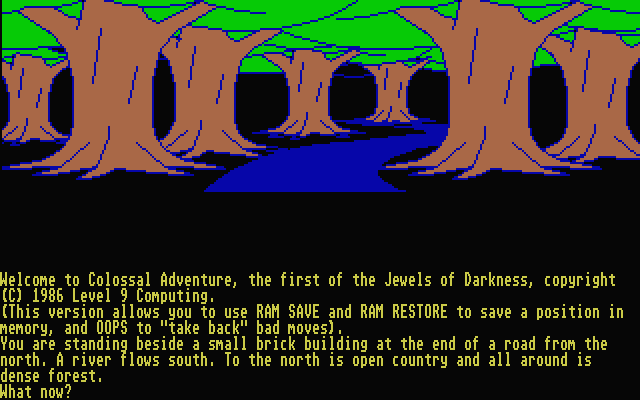 Welcome to Colossal Adventure, the first of the Jewels of Darkness, copyright
(C) 1986 Level 9 Computing.
(This version allows you to use RAM SAVE and RAM RESTORE to save a position in
memory, and OOPS to "take back" bad moves).
You are standing beside a small brick building at the end of a road from the
north. A river flows south. To the north is open country and all around is
dense forest.
What now?